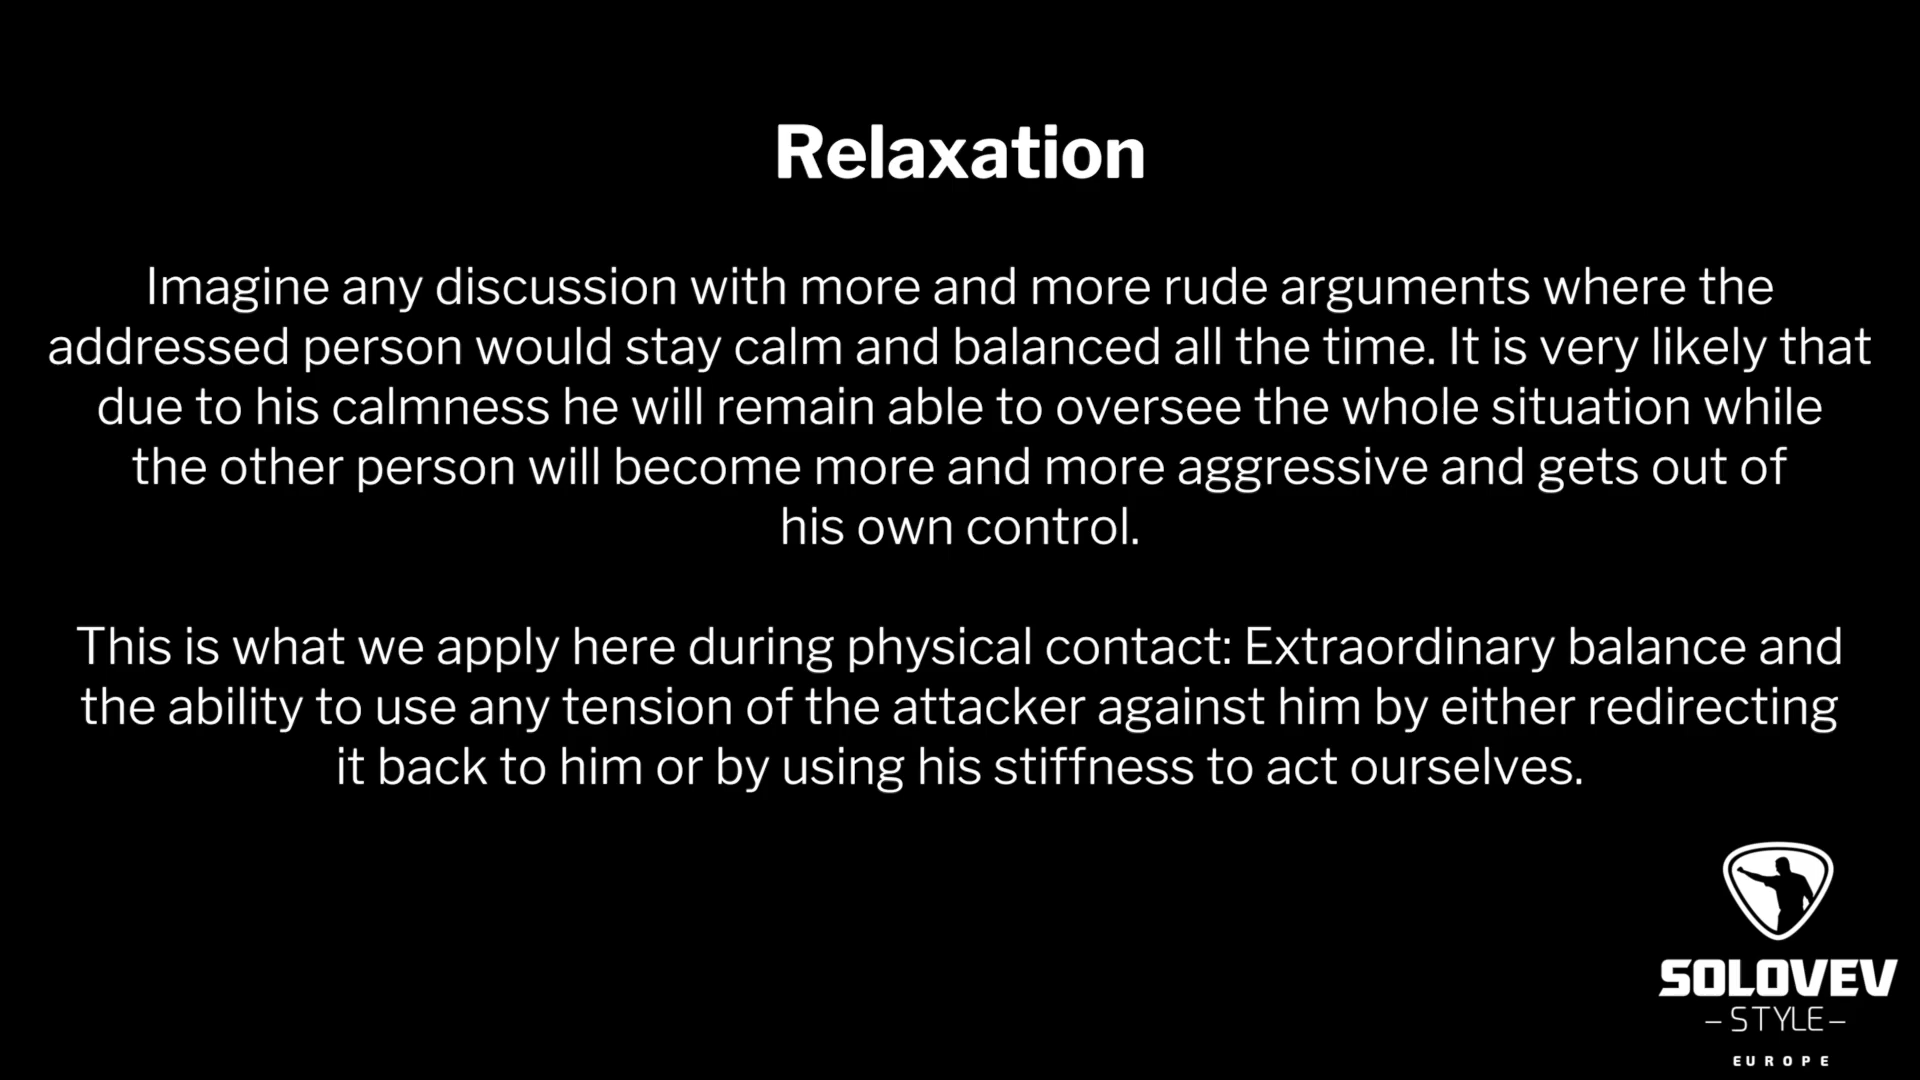 Relaxation
Imagine any discussion with more and more rude arguments where the
addressed person would stay calm and balanced all the time. It is very likely that
due to his calmness he will remain able to oversee the whole situation while
the other person will become more and more aggressive and gets out of
his own control.
This is what we apply here during physical contact: Extraordinary balance and
the ability to use any tension of the attacker against him by either redirecting
it back to him or by using his stiffness to act ourselves.
SOLOVEV
– STYLE –
EUROPE